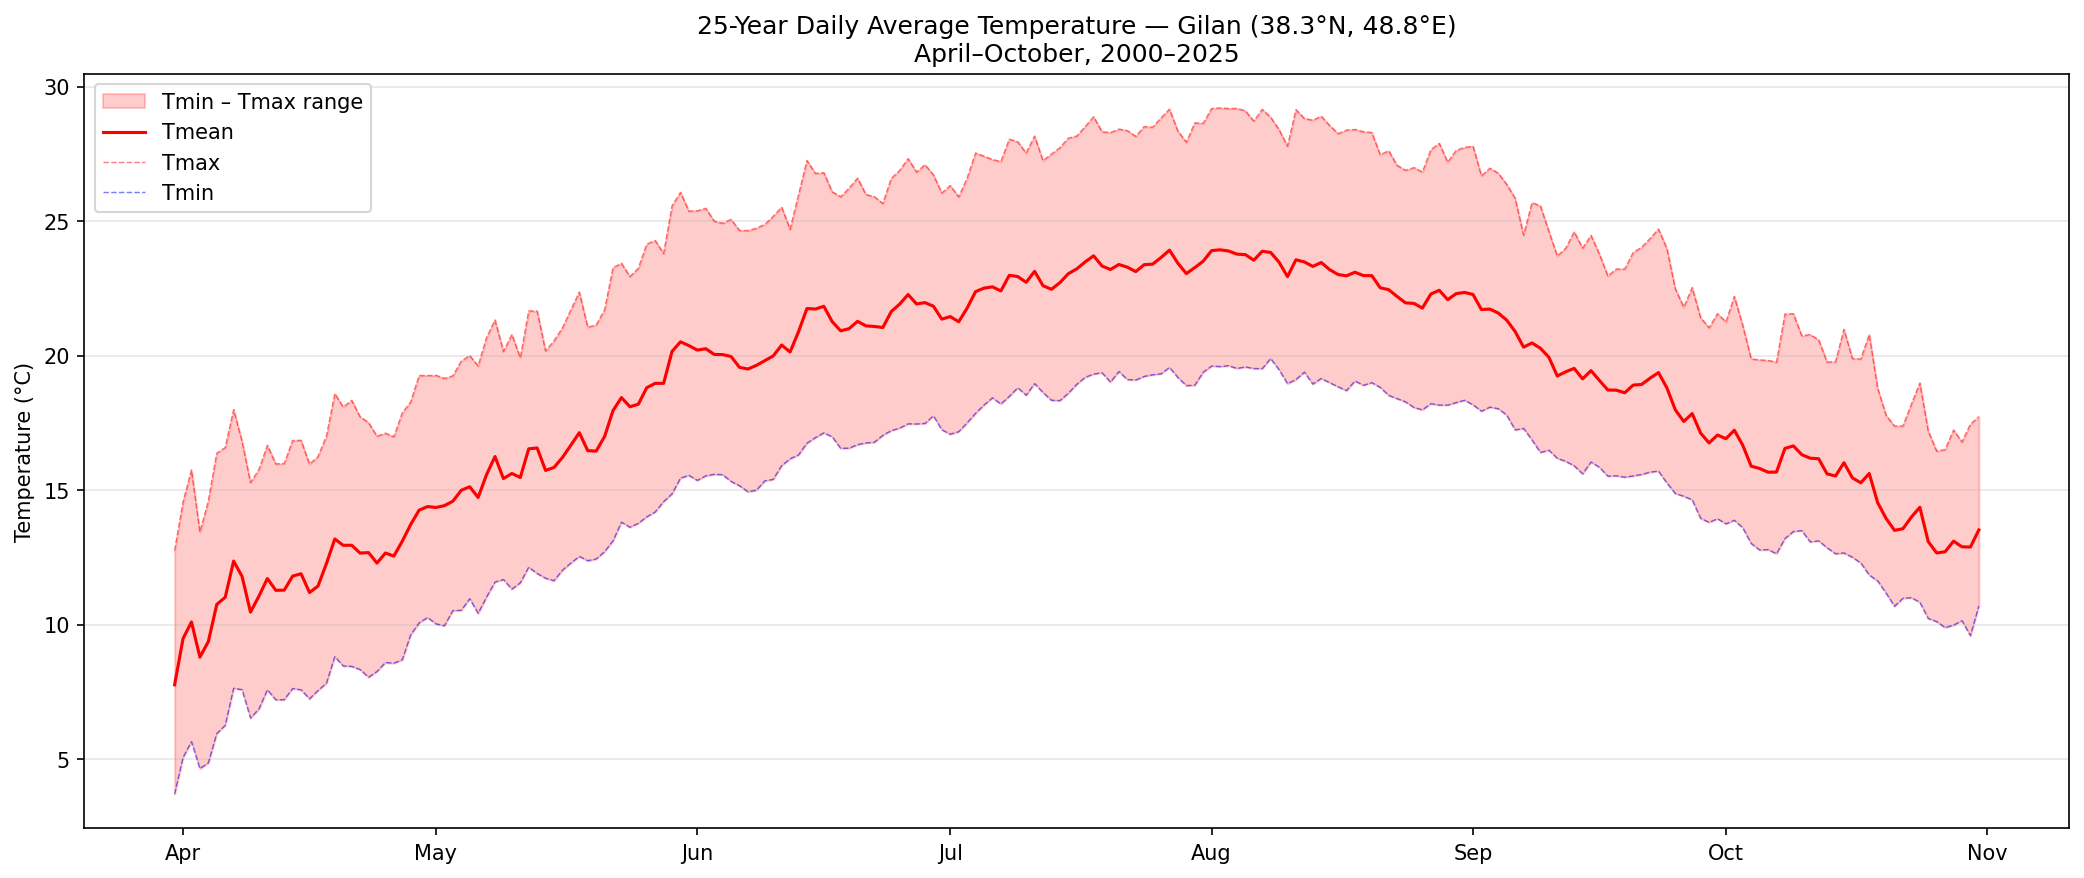 25-Year Daily Average Temperature — Gilan (38.3°N, 48.8°E)
April–October, 2000–2025
Tmin – Tmax range
Tmean
Tmax
Tmin
Temperature (°C)
30
25
20
15
10
5
Apr
May
Jun
Jul
Aug
Sep
Oct
Nov